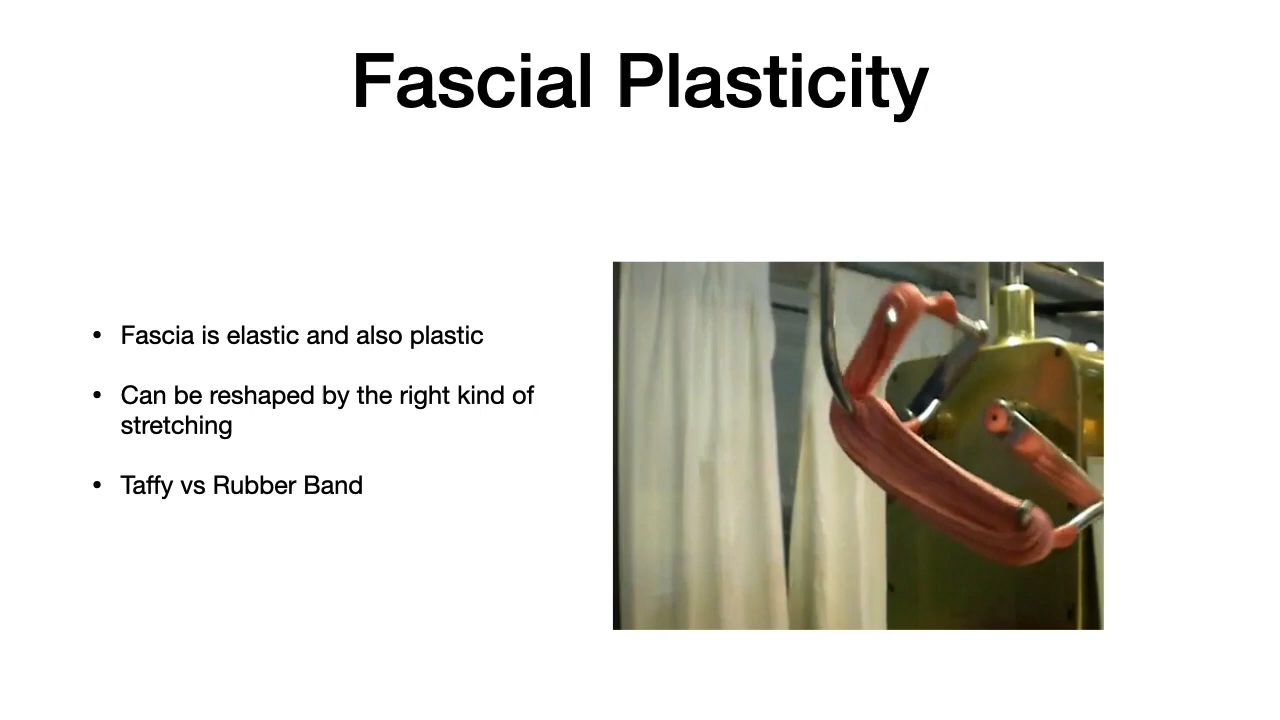 Fascial Plasticity
• Fascia is elastic and also plastic
• Can be reshaped by the right kind of
stretching
• Taffy vs Rubber Band